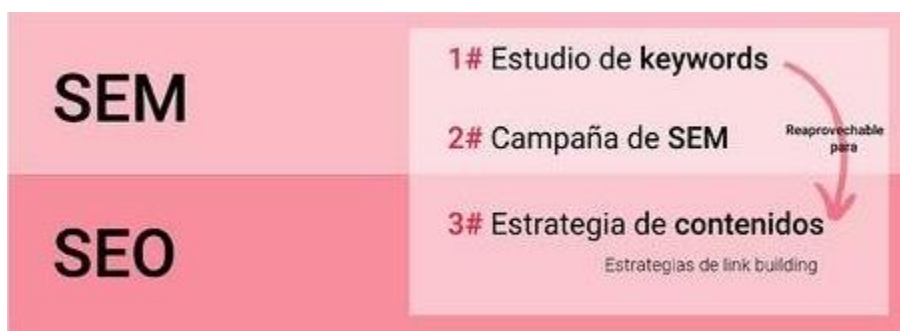 SEM
1# Estudio de keywords
2# Campaña de SEM
Reaprovechable
para
SEO
3# Estrategia de contenidos
Estrategias de link building